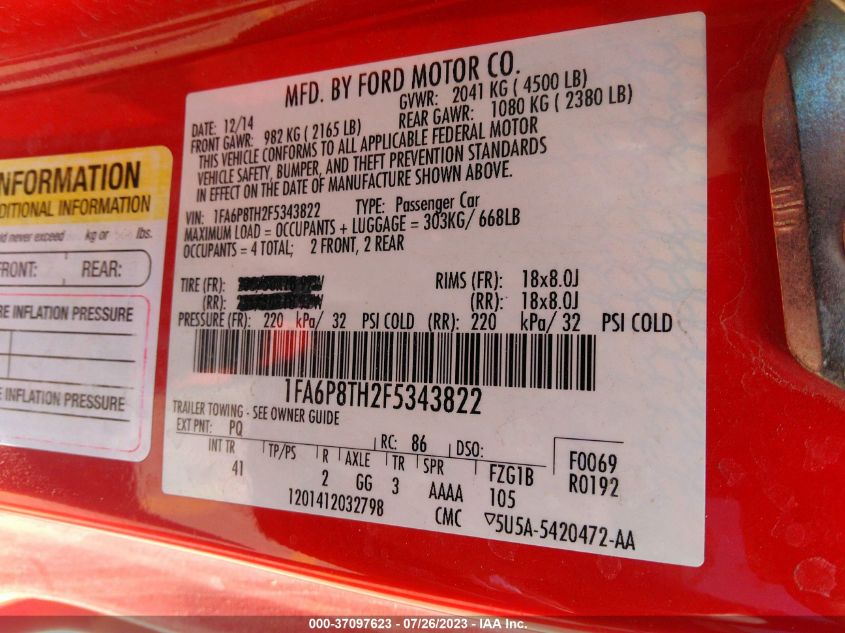 MFD. BY FORD MOTOR CO.
DATE: 12/14 GVWR: 2041 KG ( 4500 LB)
FRONT GAWR: 982 KG ( 2165 LB) REAR GAWR: 1080 KG ( 2380 LB)
THIS VEHICLE CONFORMS TO ALL APPLICABLE FEDERAL MOTOR
VEHICLE SAFETY, BUMPER, AND THEFT PREVENTION STANDARDS
IN EFFECT ON THE DATE OF MANUFACTURE SHOWN ABOVE.
VIN: 1FA6P8TH2F5343822 TYPE: Passenger Car
MAXIMUM LOAD = OCCUPANTS + LUGGAGE = 303KG/ 668LB
OCCUPANTS = 4 TOTAL; 2 FRONT, 2 REAR
TIRE (FR): RIMS (FR): 18x8.0J
(RR): (RR): 18x8.0J
PRESSURE (FR): 220 kPa/ 32 PSI COLD (RR): 220 kPa/ 32 PSI COLD
1FA6P8TH2F5343822
TRAILER TOWING - SEE OWNER GUIDE
EXT PNT: PQ RC: 86 DSO: F0069
INT TR TP/PS R AXLE TR SPR FZG1B R0192
41 2 GG 3 AAAA 105
1201412032798 CMC ▽5U5A-5420472-AA
NFORMATION
DITIONAL INFORMATION
never exceed kg or lbs.
FRONT: REAR:
RE INFLATION PRESSURE
E INFLATION PRESSURE
000-37097623 - 07/26/2023 - IAA Inc.